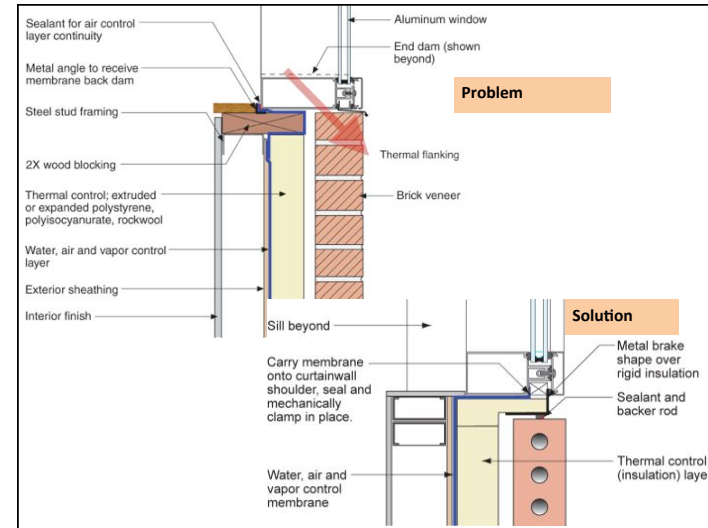 Sealant for air control
layer continuity
Metal angle to receive
membrane back dam
Steel stud framing
2X wood blocking
Thermal control; extruded
or expanded polystyrene,
polyisocyanurate, rockwool
Water, air and vapor control
layer
Exterior sheathing
Interior finish
Aluminum window
End dam (shown
beyond)
Problem
Thermal flanking
Brick veneer
Solution
Sill beyond
Carry membrane
onto curtainwall
shoulder, seal and
mechanically
clamp in place.
Water, air and
vapor control
membrane
Metal brake
shape over
rigid insulation
Sealant and
backer rod
Thermal control
(insulation) laye